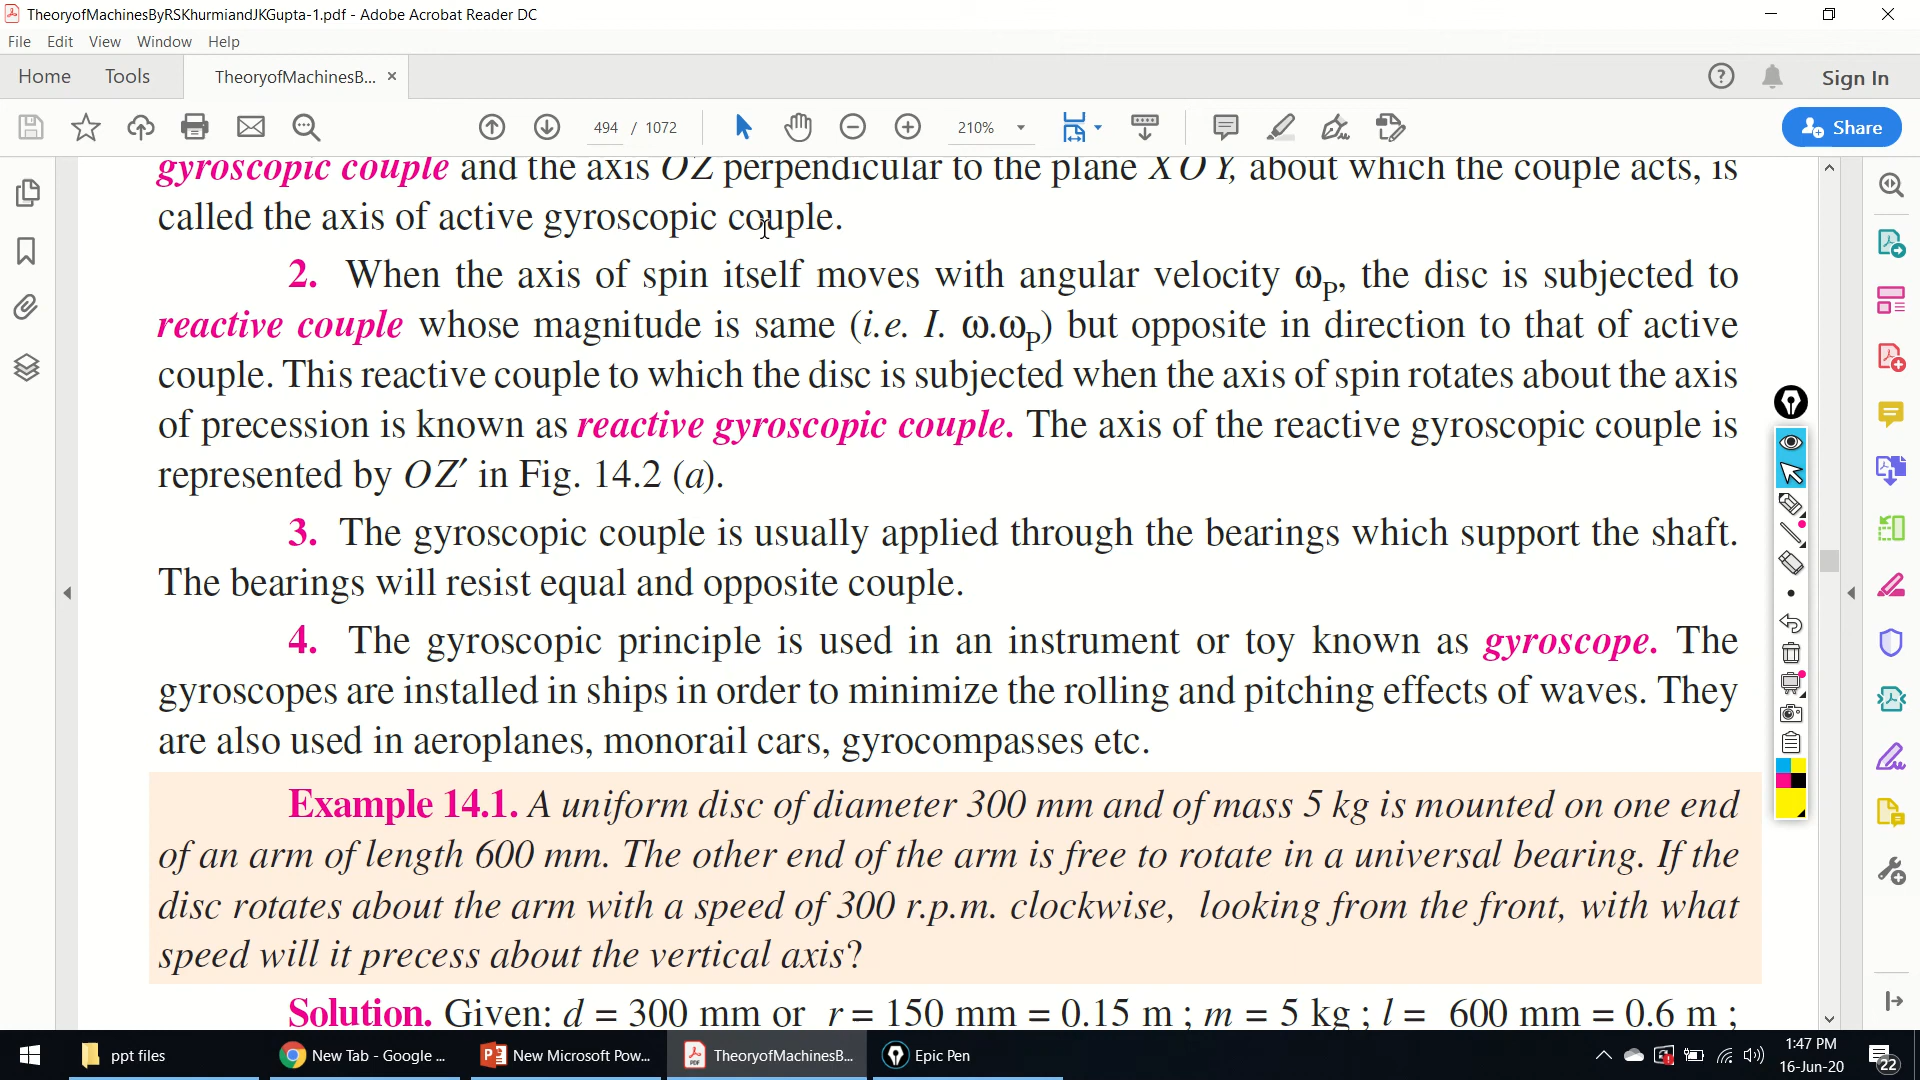 TheoryofMachinesByRSKhurmiandJKGupta-1.pdf - Adobe Acrobat Reader DC
File Edit View Window Help
Home Tools TheoryofMachinesB... × Sign In
494 / 1072 210% Share
gyroscopic couple and the axis OZ perpendicular to the plane XOY, about which the couple acts, is
called the axis of active gyroscopic couple.
2. When the axis of spin itself moves with angular velocity ωP, the disc is subjected to
reactive couple whose magnitude is same (i.e. I. ω.ωP) but opposite in direction to that of active
couple. This reactive couple to which the disc is subjected when the axis of spin rotates about the axis
of precession is known as reactive gyroscopic couple. The axis of the reactive gyroscopic couple is
represented by OZ′ in Fig. 14.2 (a).
3. The gyroscopic couple is usually applied through the bearings which support the shaft.
The bearings will resist equal and opposite couple.
4. The gyroscopic principle is used in an instrument or toy known as gyroscope. The
gyroscopes are installed in ships in order to minimize the rolling and pitching effects of waves. They
are also used in aeroplanes, monorail cars, gyrocompasses etc.
Example 14.1. A uniform disc of diameter 300 mm and of mass 5 kg is mounted on one end
of an arm of length 600 mm. The other end of the arm is free to rotate in a universal bearing. If the
disc rotates about the arm with a speed of 300 r.p.m. clockwise, looking from the front, with what
speed will it precess about the vertical axis?
Solution. Given: d = 300 mm or r = 150 mm = 0.15 m ; m = 5 kg ; l = 600 mm = 0.6 m ;
ppt files New Tab - Google ... New Microsoft Pow... TheoryofMachinesB... Epic Pen 1:47 PM
16-Jun-20 22